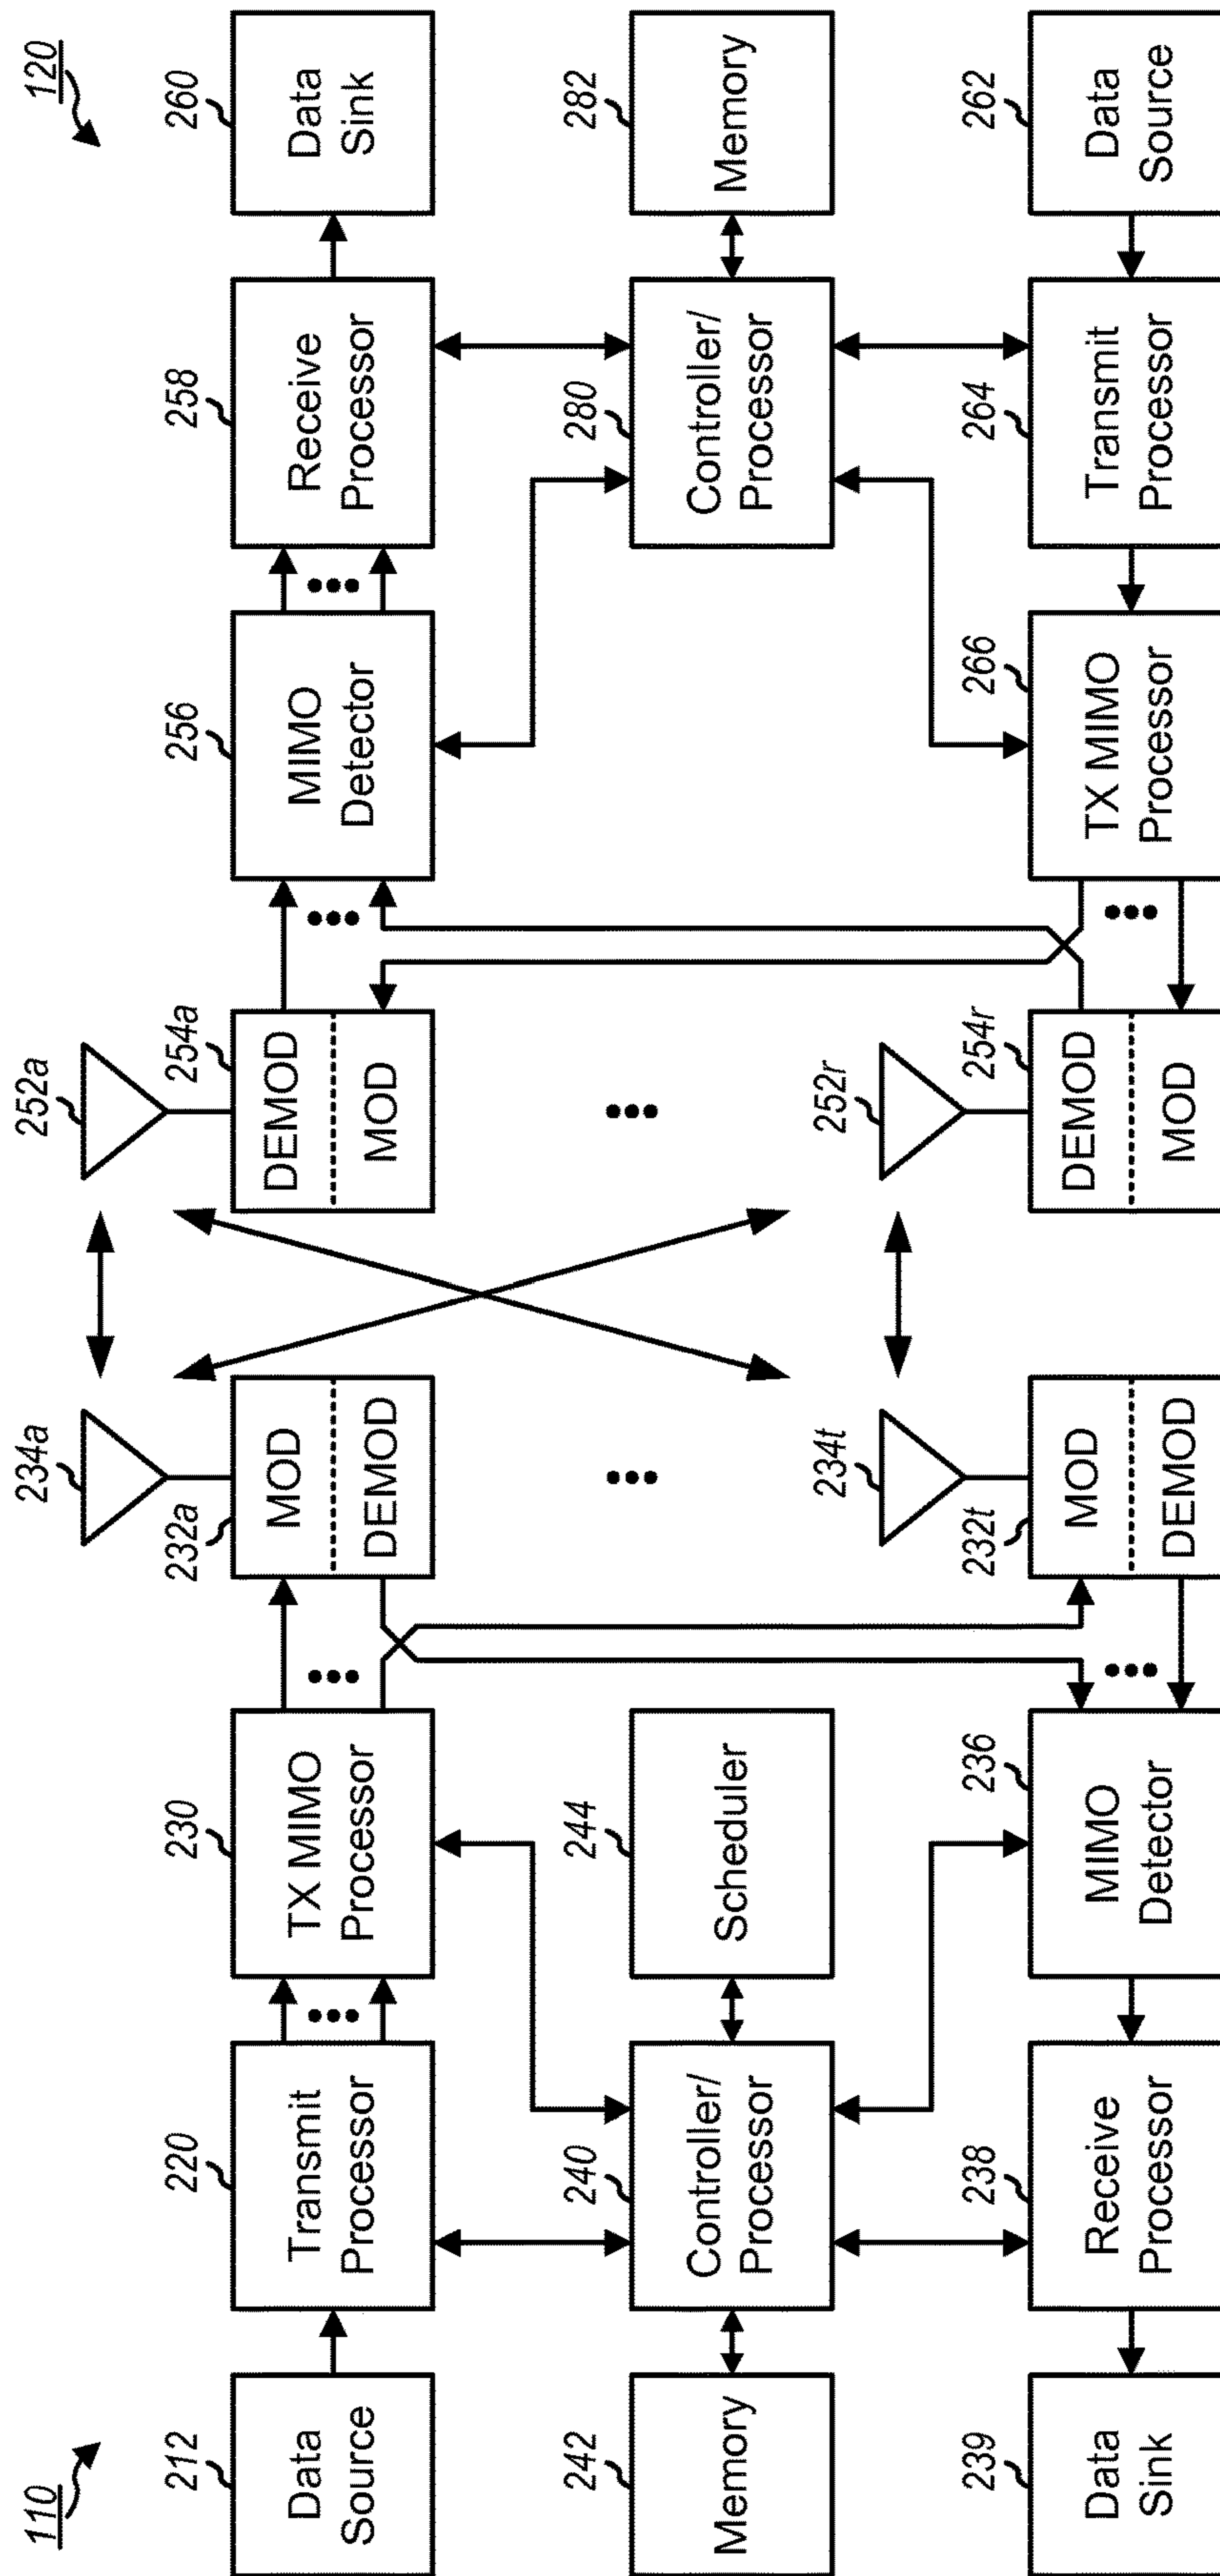 110
120
212
Data
Source
220
Transmit
Processor
230
TX MIMO
Processor
234a
232a
MOD
DEMOD
252a
254a
DEMOD
MOD
256
MIMO
Detector
258
Receive
Processor
260
Data
Sink
242
Memory
240
Controller/
Processor
244
Scheduler
280
Controller/
Processor
282
Memory
239
Data
Sink
238
Receive
Processor
236
MIMO
Detector
234t
232t
MOD
DEMOD
252r
254r
DEMOD
MOD
266
TX MIMO
Processor
264
Transmit
Processor
262
Data
Source